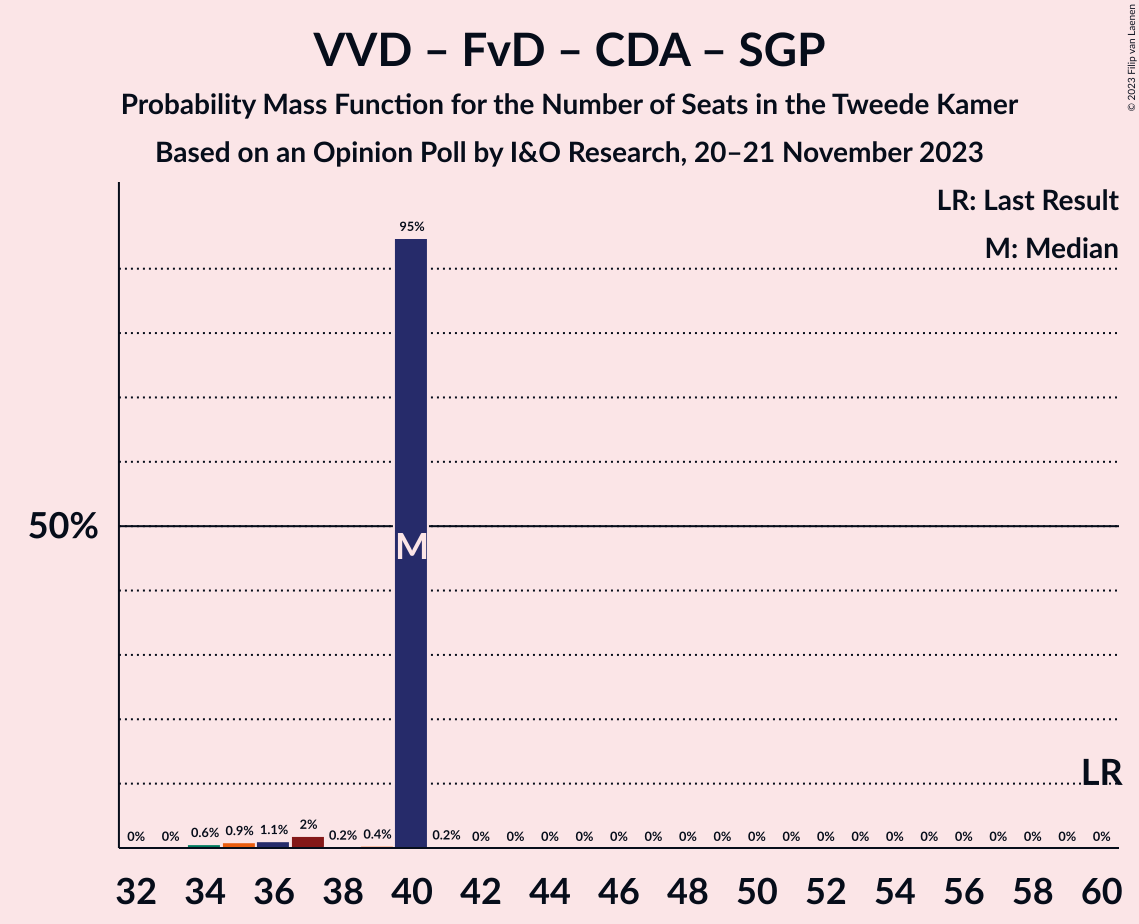 VVD – FvD – CDA – SGP
Probability Mass Function for the Number of Seats in the Tweede Kamer
Based on an Opinion Poll by I&O Research, 20–21 November 2023
© 2023 Filip van Laenen
LR: Last Result
M: Median
95%
50%
M
LR
0% 0% 0.6% 0.9% 1.1% 2% 0.2% 0.4% 0.2% 0% 0% 0% 0% 0% 0% 0% 0% 0% 0% 0% 0% 0% 0% 0% 0% 0% 0% 0%
32 34 36 38 40 42 44 46 48 50 52 54 56 58 60